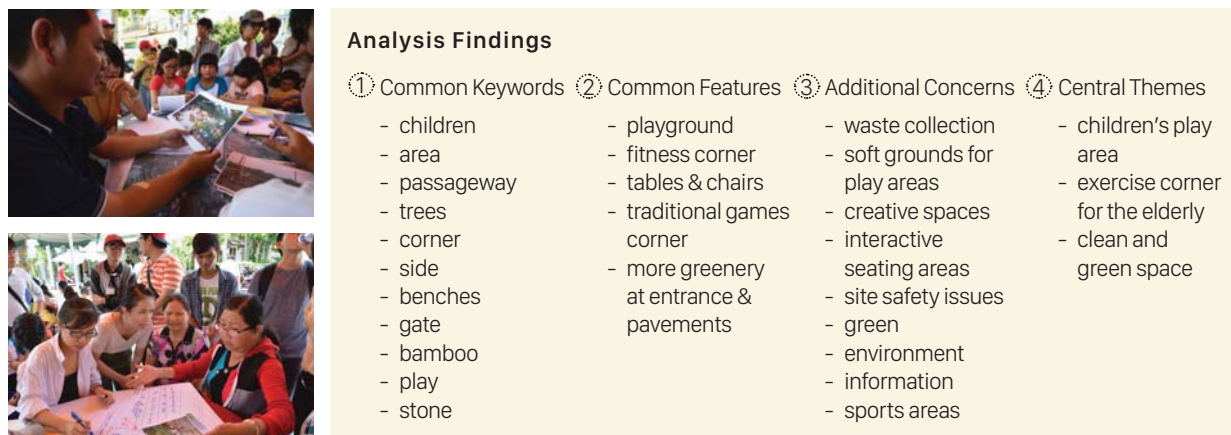 Analysis Findings
1 Common Keywords
- children
- area
- passageway
- trees
- corner
- side
- benches
- gate
- bamboo
- play
- stone
2 Common Features
- playground
- fitness corner
- tables & chairs
- traditional games
corner
- more greenery
at entrance &
pavements
3 Additional Concerns
- waste collection
- soft grounds for
play areas
- creative spaces
- interactive
seating areas
- site safety issues
- green
- environment
- information
- sports areas
4 Central Themes
- children's play
area
- exercise corner
for the elderly
- clean and
green space